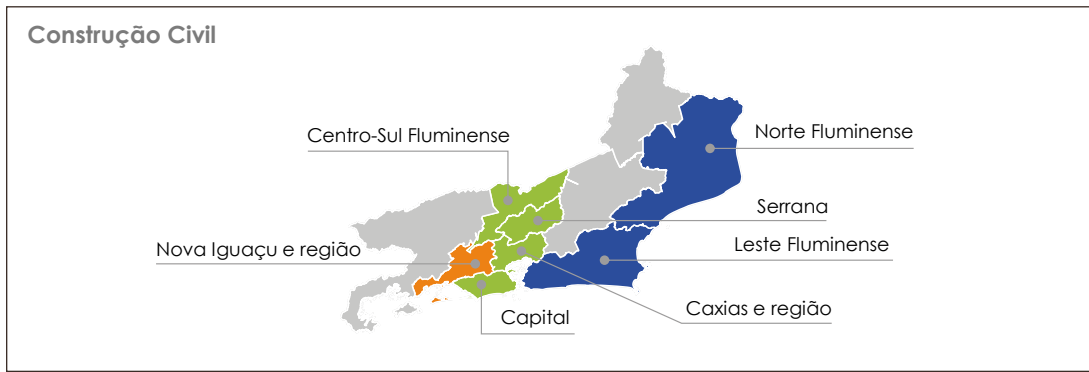 Construção Civil
Centro-Sul Fluminense
Norte Fluminense
Serrana
Nova Iguaçu e região
Leste Fluminense
Capital
Caxias e região